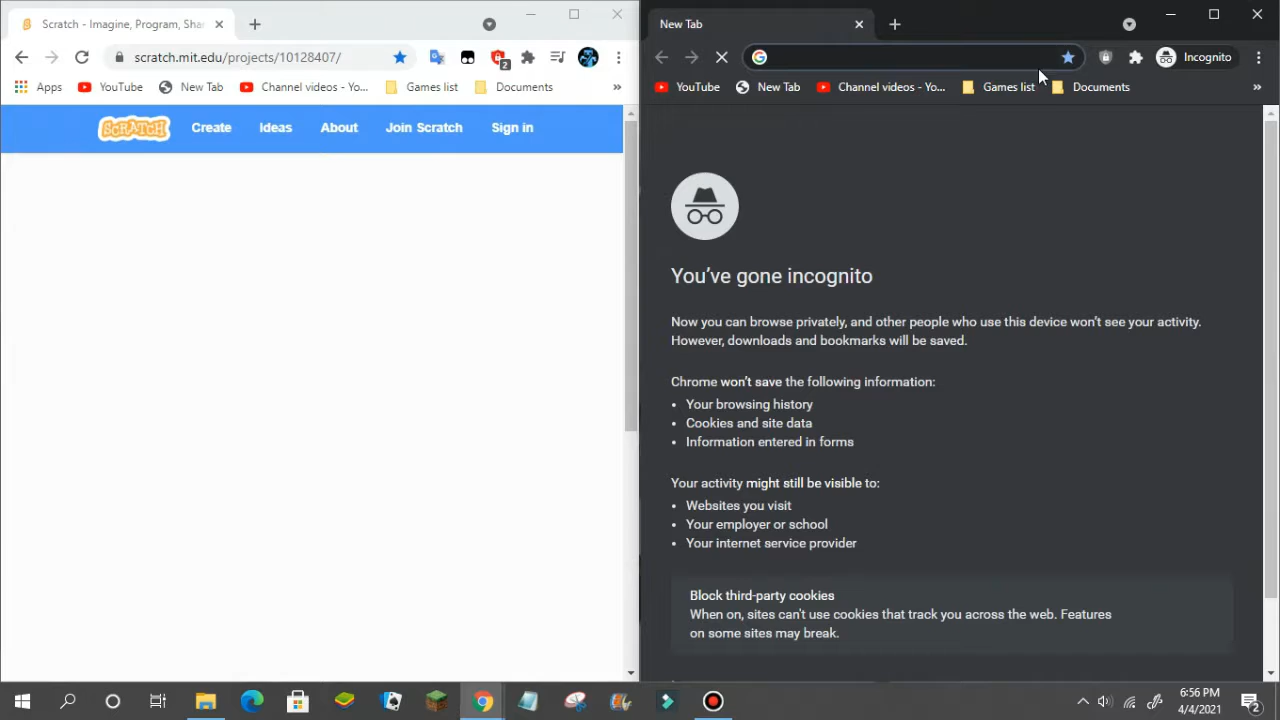 Scratch - Imagine, Program, Sha
scratch.mit.edu/projects/10128407/
2
Apps
YouTube
New Tab
Channel videos - Yo...
Games list
Documents
»
SCRATCH
Create
Ideas
About
Join Scratch
Sign in
New Tab
Incognito
YouTube
New Tab
Channel videos - Yo...
Games list
Documents
»
You've gone incognito
Now you can browse privately, and other people who use this device won't see your activity.
However, downloads and bookmarks will be saved.
Chrome won't save the following information:
• Your browsing history
• Cookies and site data
• Information entered in forms
Your activity might still be visible to:
• Websites you visit
• Your employer or school
• Your internet service provider
Block third-party cookies
When on, sites can't use cookies that track you across the web. Features
on some sites may break.
6:56 PM
4/4/2021
2